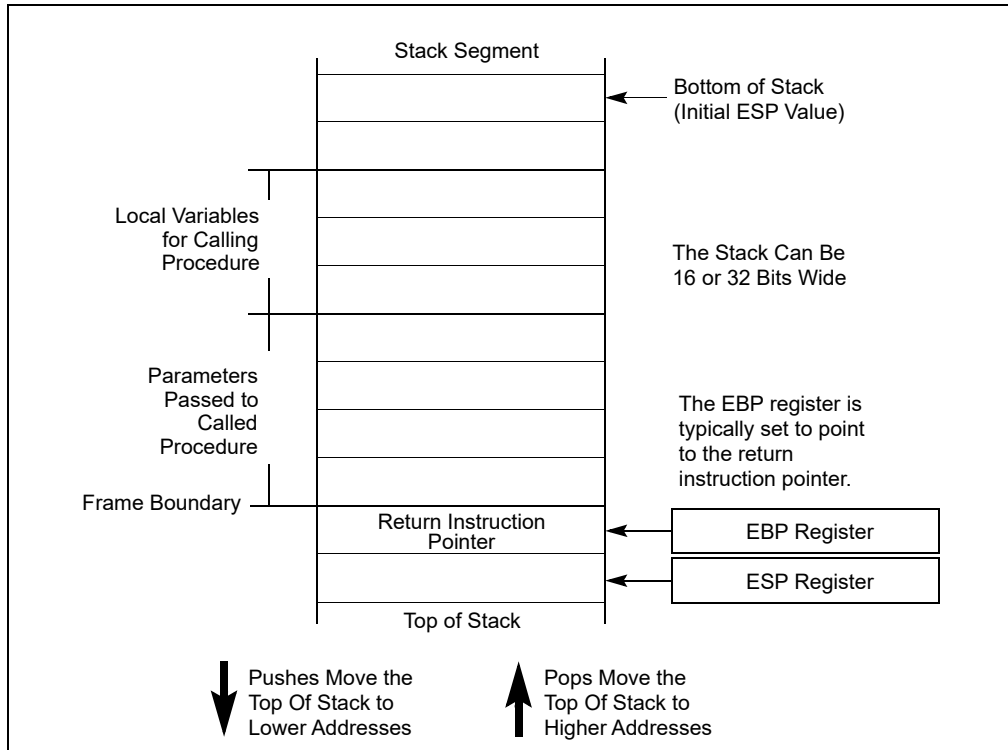 Stack Segment
Bottom of Stack
(Initial ESP Value)
Local Variables
for Calling
Procedure
The Stack Can Be
16 or 32 Bits Wide
Parameters
Passed to
Called
Procedure
The EBP register is
typically set to point
to the return
instruction pointer.
Frame Boundary
Return Instruction
Pointer
EBP Register
ESP Register
Top of Stack
Pushes Move the
Top Of Stack to
Lower Addresses
Pops Move the
Top Of Stack to
Higher Addresses